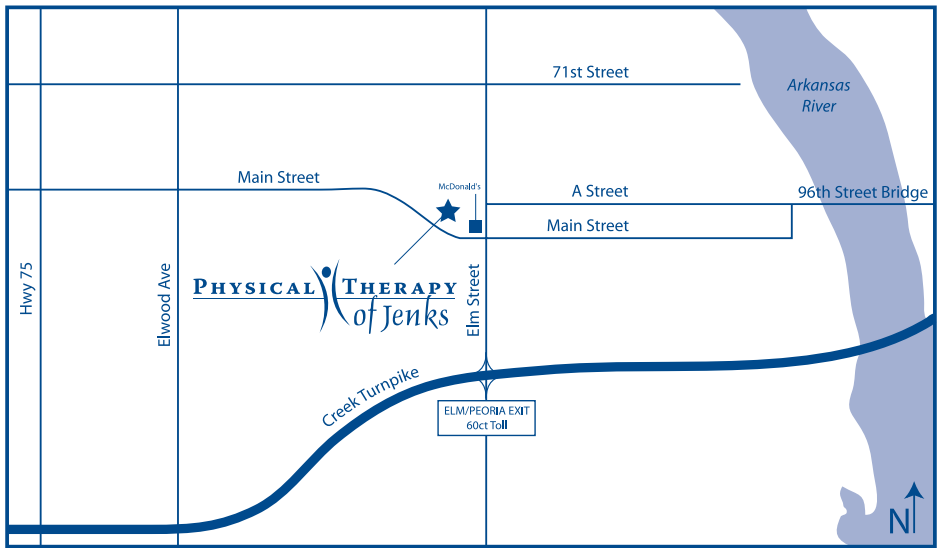 71st Street
Arkansas
River
Main Street
McDonald's
A Street
96th Street Bridge
Main Street
Hwy 75
Elwood Ave
Elm Street
PHYSICAL THERAPY
of Jenks
Creek Turnpike
ELM/PEORIA EXIT
60ct Toll
N